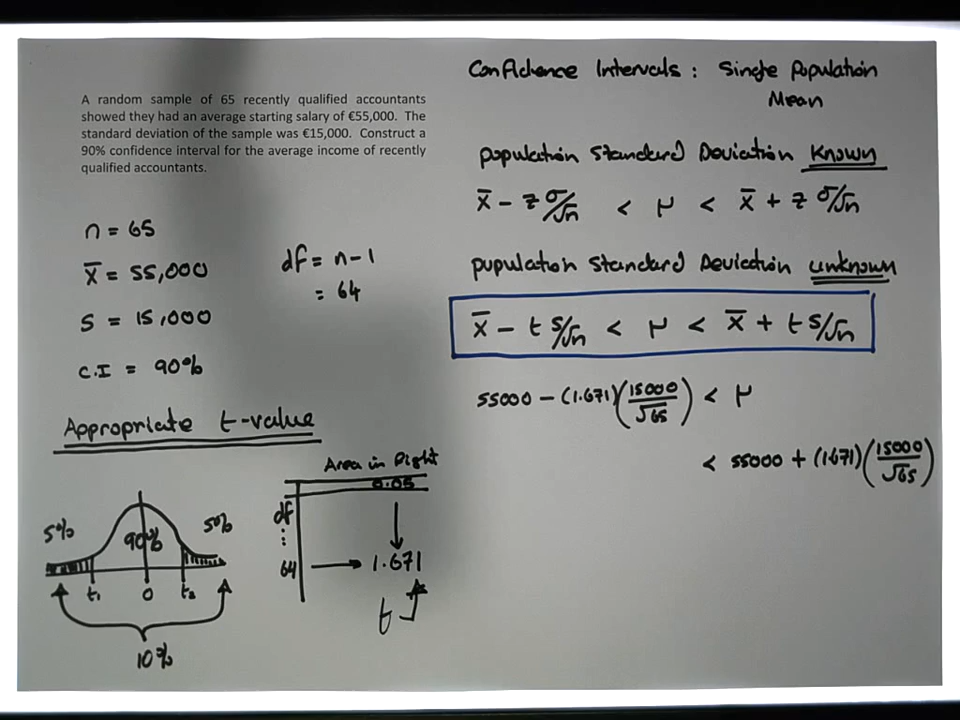 Confidence Intervals : Single Population
Mean
A random sample of 65 recently qualified accountants
showed they had an average starting salary of €55,000. The
standard deviation of the sample was €15,000. Construct a
90% confidence interval for the average income of recently
qualified accountants.
n = 65
x̄ = 55,000
s = 15,000
C.I = 90%
df = n-1
= 64
Appropriate t-value
5%
90%
5%
t₁ 0 t₂
10%
Area in Right
0.05
df
⋮
64 → 1.671
t
population Standard Deviation Known
x̄ - z σ/√n < μ < x̄ + z σ/√n
pupulation Standard Deviation unknown
x̄ - t s/√n < μ < x̄ + t s/√n
55000 - (1.671)(15000/√65) < μ
< 55000 + (1.671)(15000/√65)